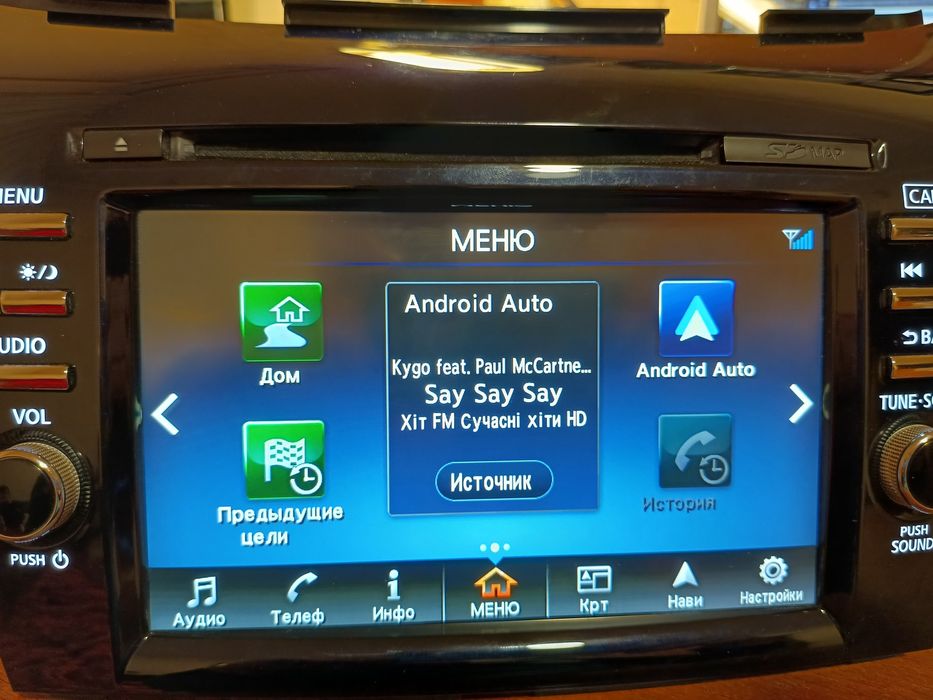 SD MAP
MENU
UDIO
VOL
PUSH
CA
BA
TUNE·S
PUSH
SOUND
МЕНЮ
Дом
Предыдущие
цели
Android Auto
Kygo feat. Paul McCartne...
Say Say Say
Хіт FM Сучасні хіти HD
Источник
Android Auto
История
Аудио
Телеф
Инфо
МЕНЮ
Крт
Нави
Настройки